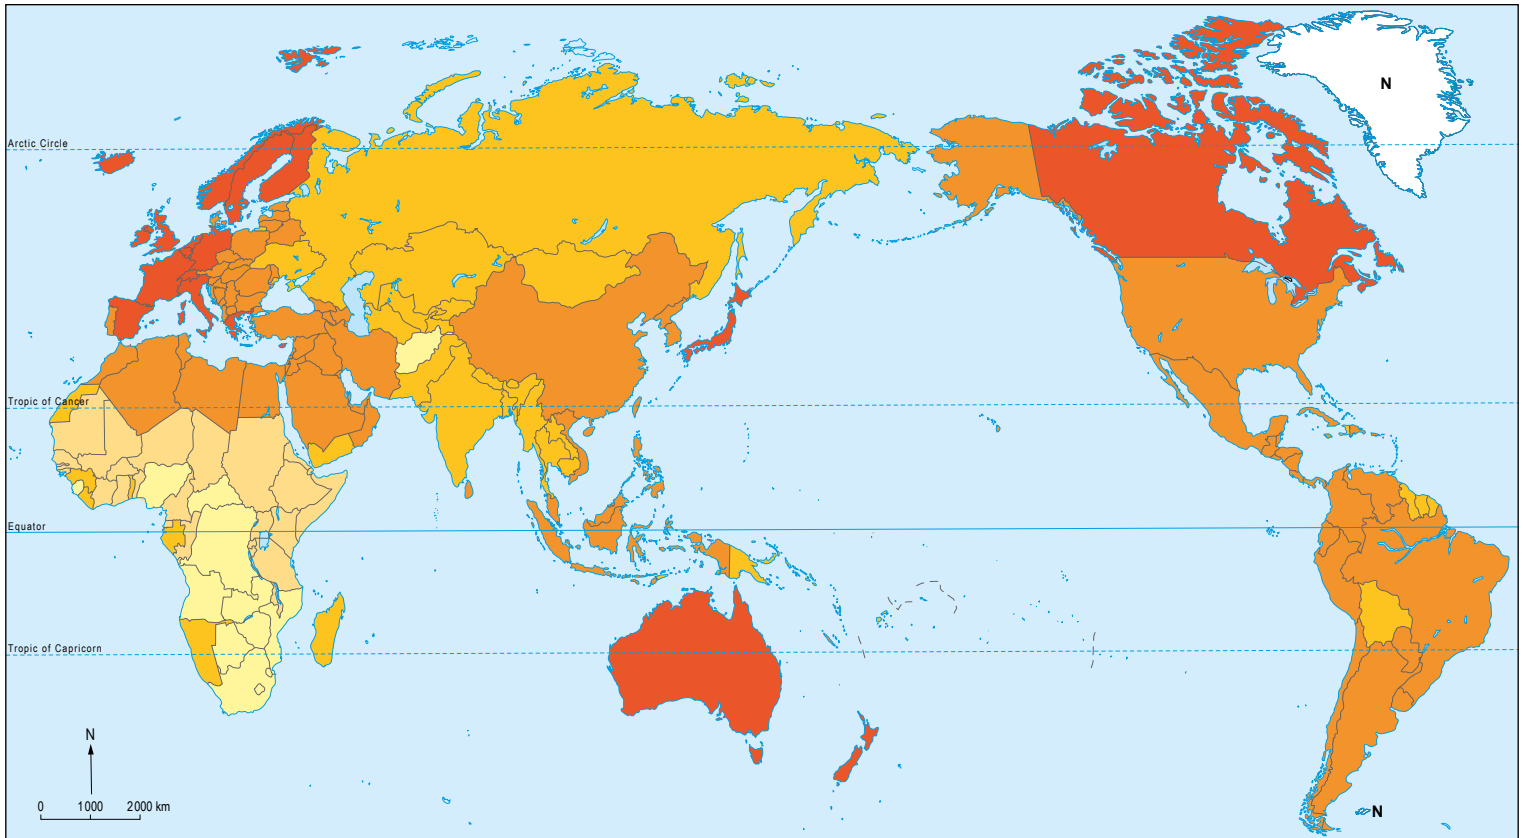 N
Arctic Circle
Tropic of Cancer
Equator
Tropic of Capricorn
N
0 1000 2000 km
N